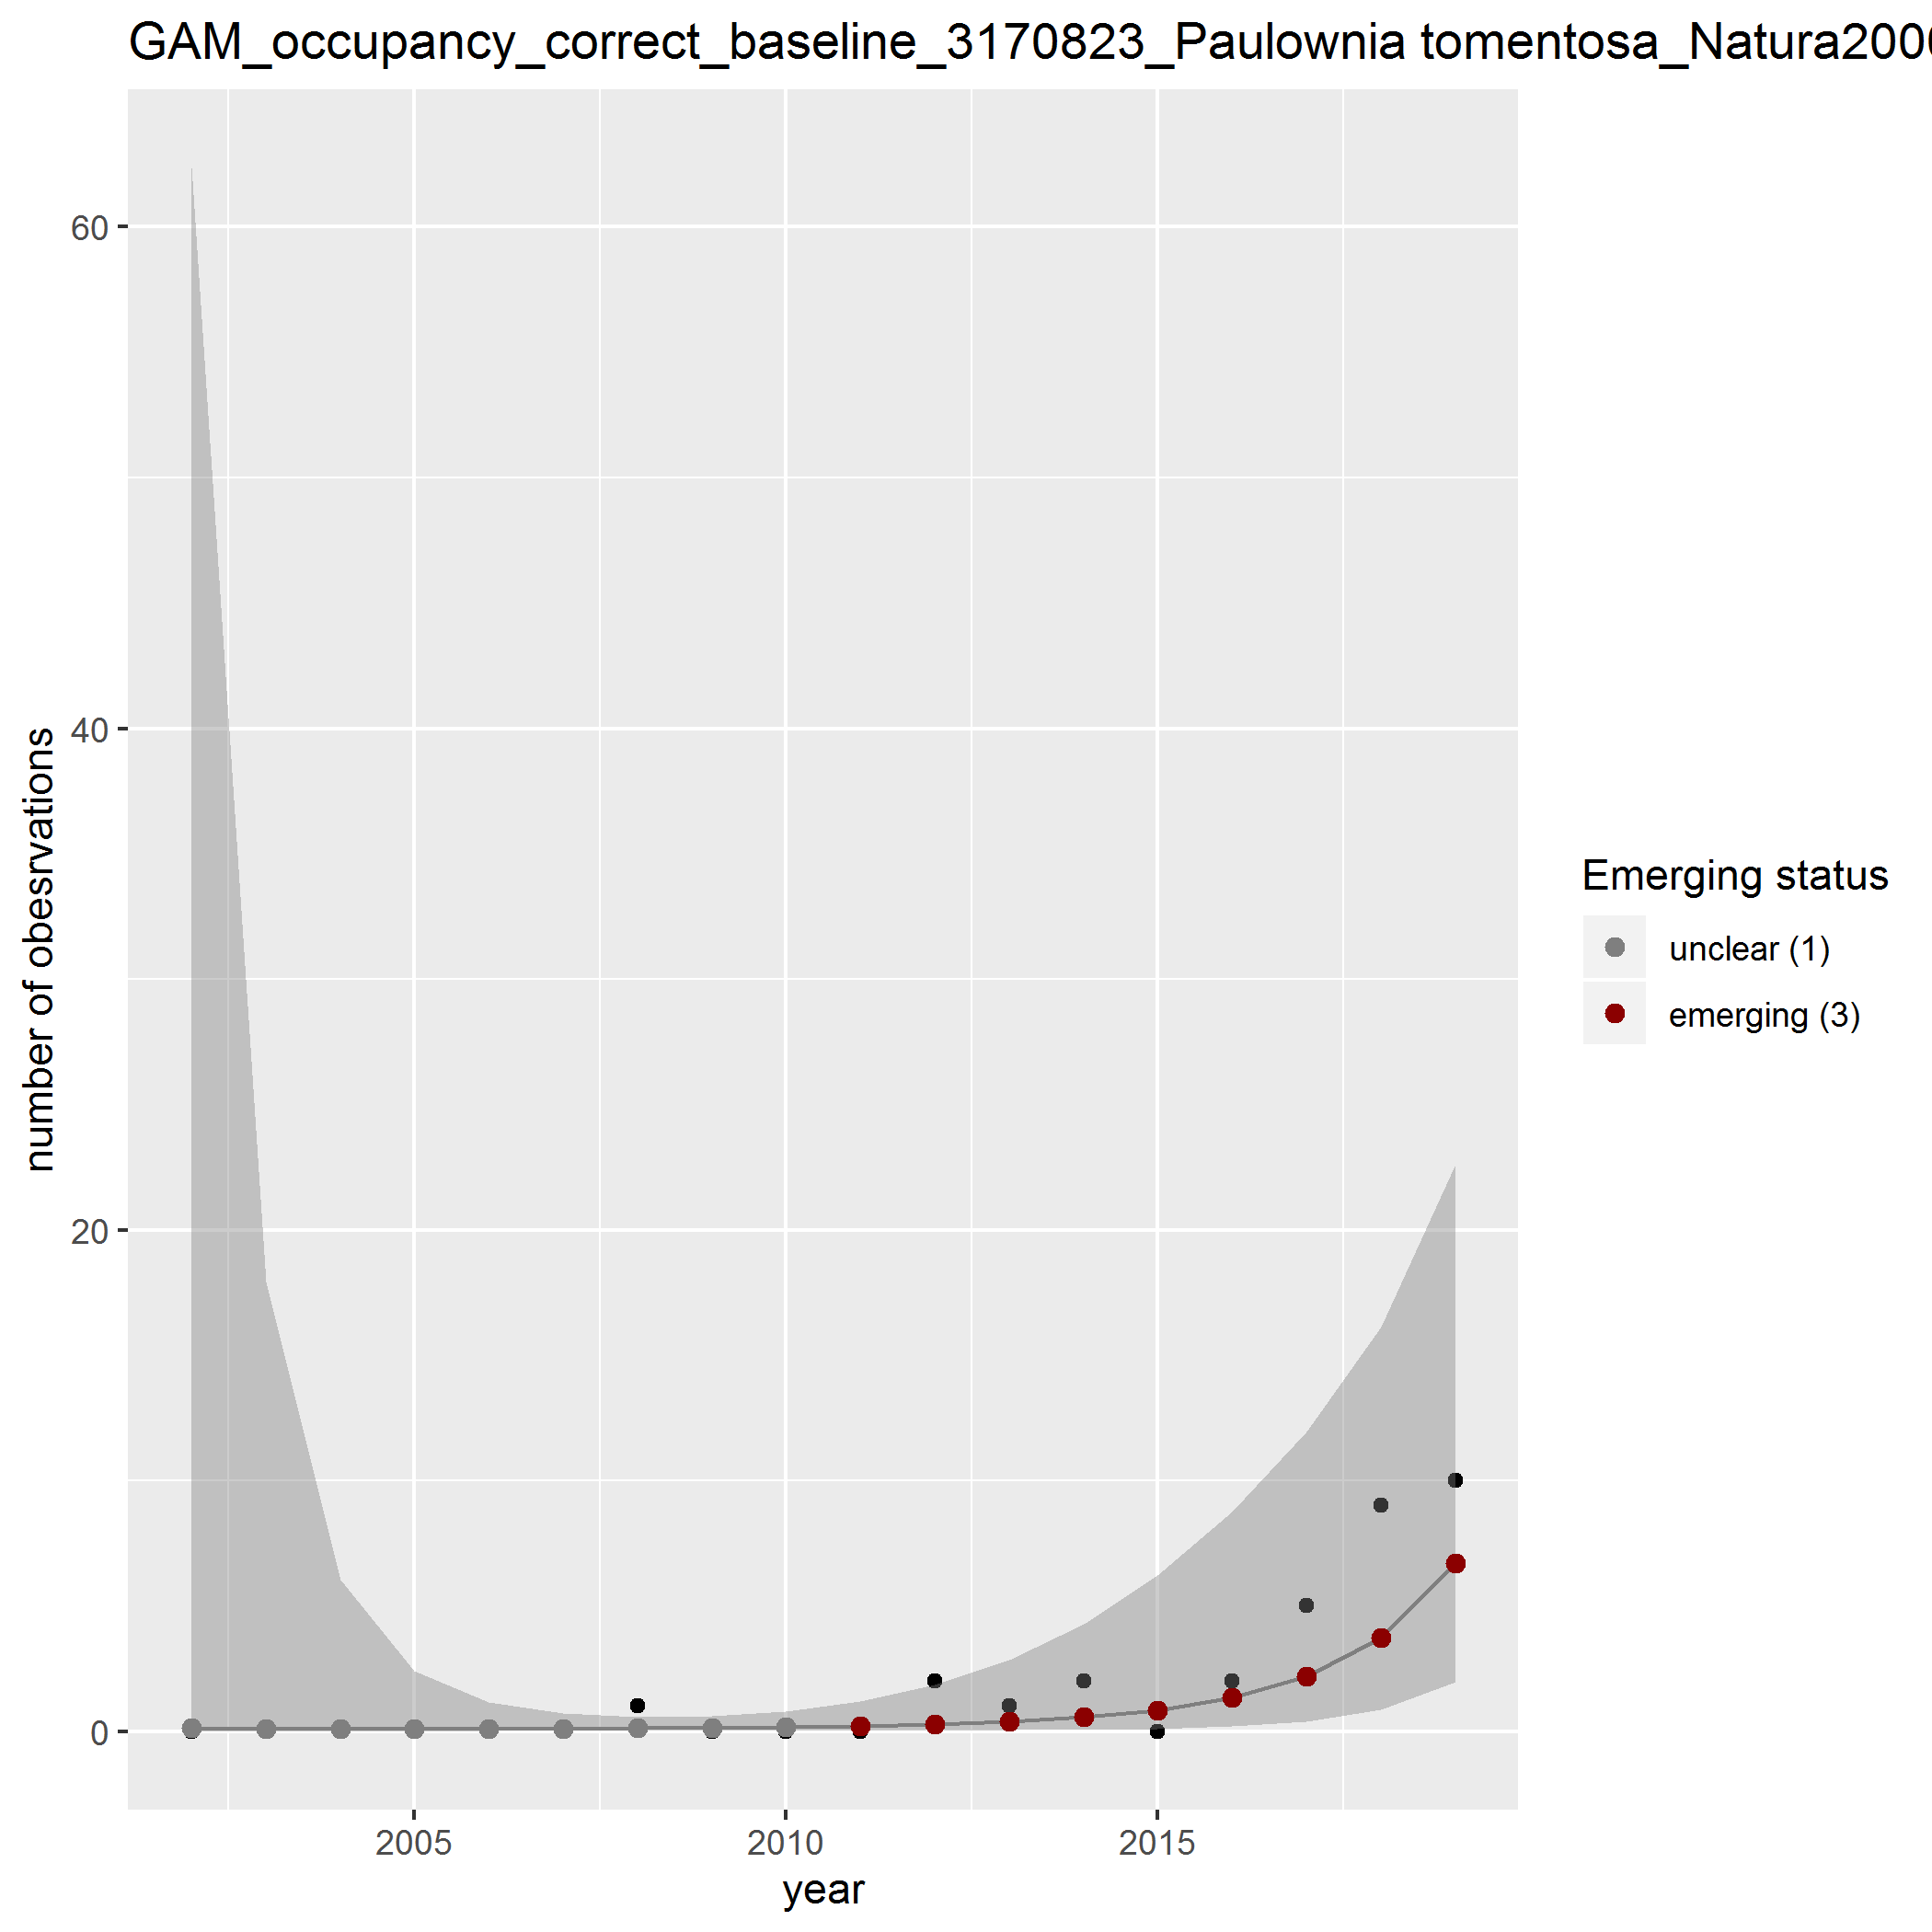 GAM_occupancy_correct_baseline_3170823_Paulownia tomentosa_Natura200
60
40
20
0
number of obesrvations
2005
2010
2015
year
Emerging status
unclear (1)
emerging (3)